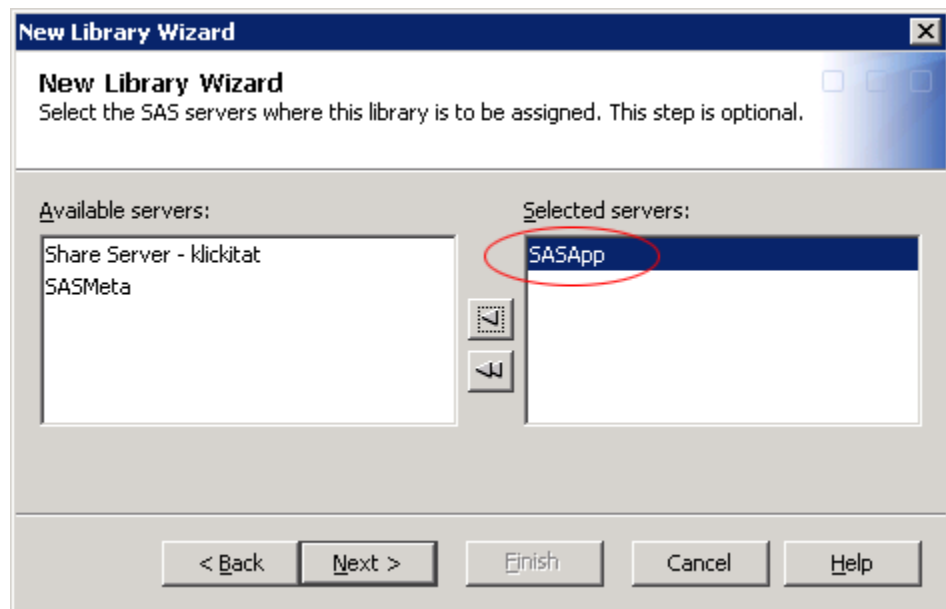 New Library Wizard
New Library Wizard
Select the SAS servers where this library is to be assigned. This step is optional.
Available servers:
Selected servers:
Share Server - klickitat
SASMeta
SASApp
< Back
Next >
Finish
Cancel
Help